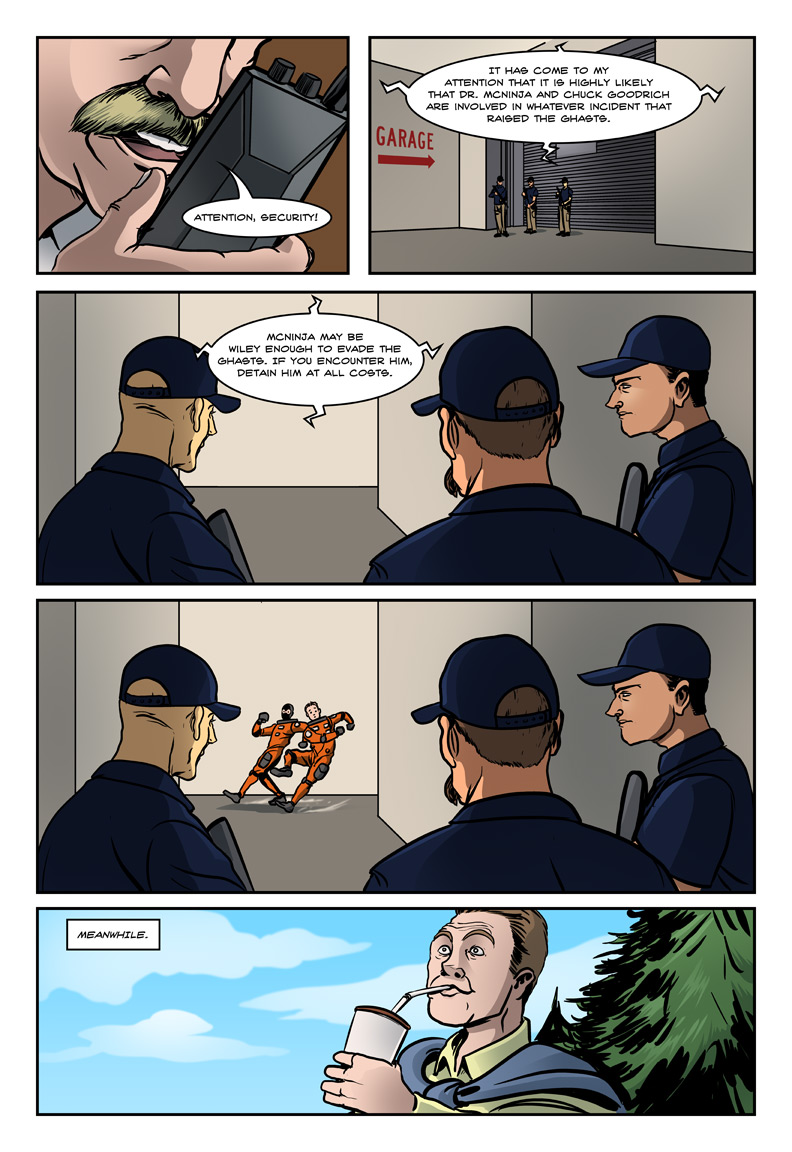 ATTENTION, SECURITY!
IT HAS COME TO MY
ATTENTION THAT IT IS HIGHLY LIKELY
THAT DR. MCNINJA AND CHUCK GOODRICH
ARE INVOLVED IN WHATEVER INCIDENT THAT
RAISED THE GHASTS.
GARAGE
MCNINJA MAY BE
WILEY ENOUGH TO EVADE THE
GHASTS. IF YOU ENCOUNTER HIM,
DETAIN HIM AT ALL COSTS.
MEANWHILE.